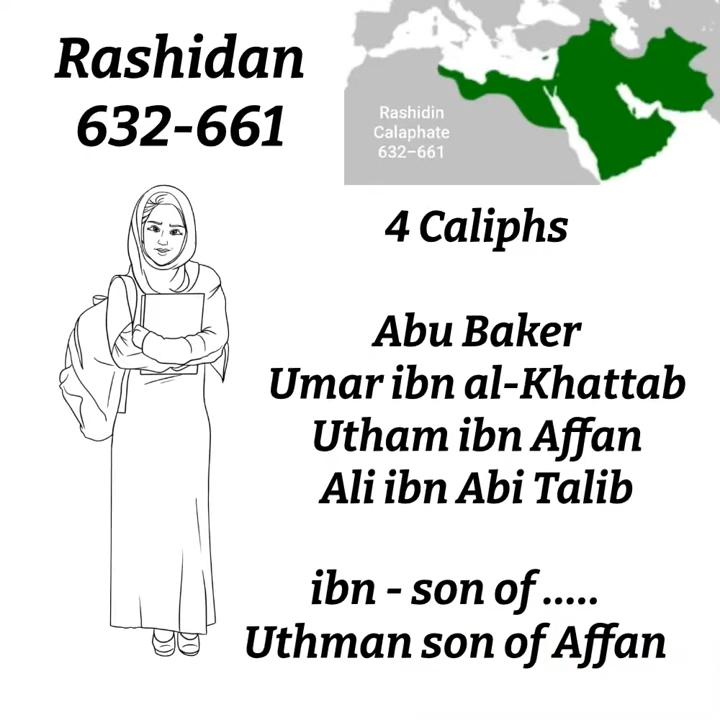 Rashidan
632-661
Rashidin
Calaphate
632–661
4 Caliphs
Abu Baker
Umar ibn al-Khattab
Utham ibn Affan
Ali ibn Abi Talib
ibn - son of .....
Uthman son of Affan